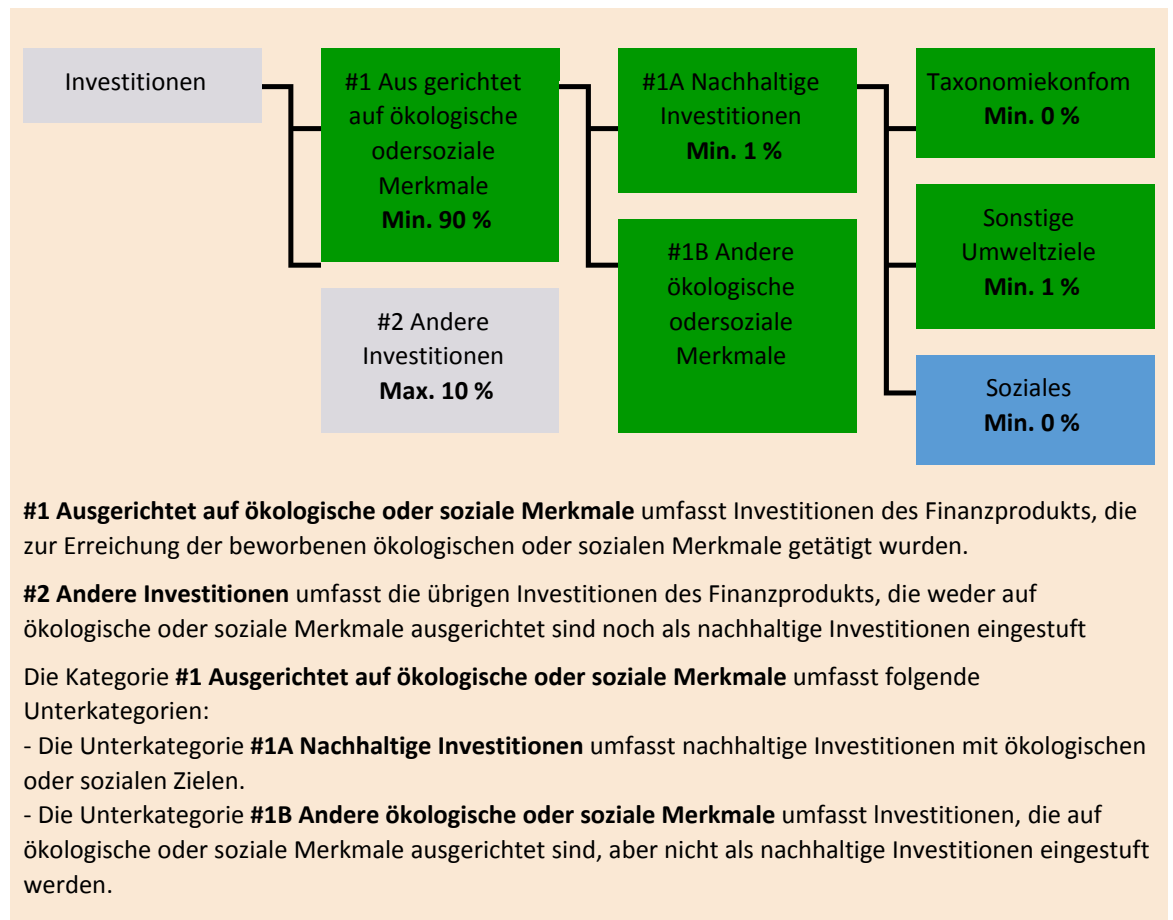 Investitionen
#1 Aus gerichtet
auf ökologische
odersoziale
Merkmale
Min. 90 %
#2 Andere
Investitionen
Max. 10 %
#1A Nachhaltige
Investitionen
Min. 1 %
#1B Andere
ökologische
odersoziale
Merkmale
Taxonomiekonfom
Min. 0 %
Sonstige
Umweltziele
Min. 1 %
Soziales
Min. 0 %
#1 Ausgerichtet auf ökologische oder soziale Merkmale umfasst Investitionen des Finanzprodukts, die
zur Erreichung der beworbenen ökologischen oder sozialen Merkmale getätigt wurden.
#2 Andere Investitionen umfasst die übrigen Investitionen des Finanzprodukts, die weder auf
ökologische oder soziale Merkmale ausgerichtet sind noch als nachhaltige Investitionen eingestuft
Die Kategorie #1 Ausgerichtet auf ökologische oder soziale Merkmale umfasst folgende
Unterkategorien:
- Die Unterkategorie #1A Nachhaltige Investitionen umfasst nachhaltige Investitionen mit ökologischen
oder sozialen Zielen.
- Die Unterkategorie #1B Andere ökologische oder soziale Merkmale umfasst lnvestitionen, die auf
ökologische oder soziale Merkmale ausgerichtet sind, aber nicht als nachhaltige Investitionen eingestuft
werden.